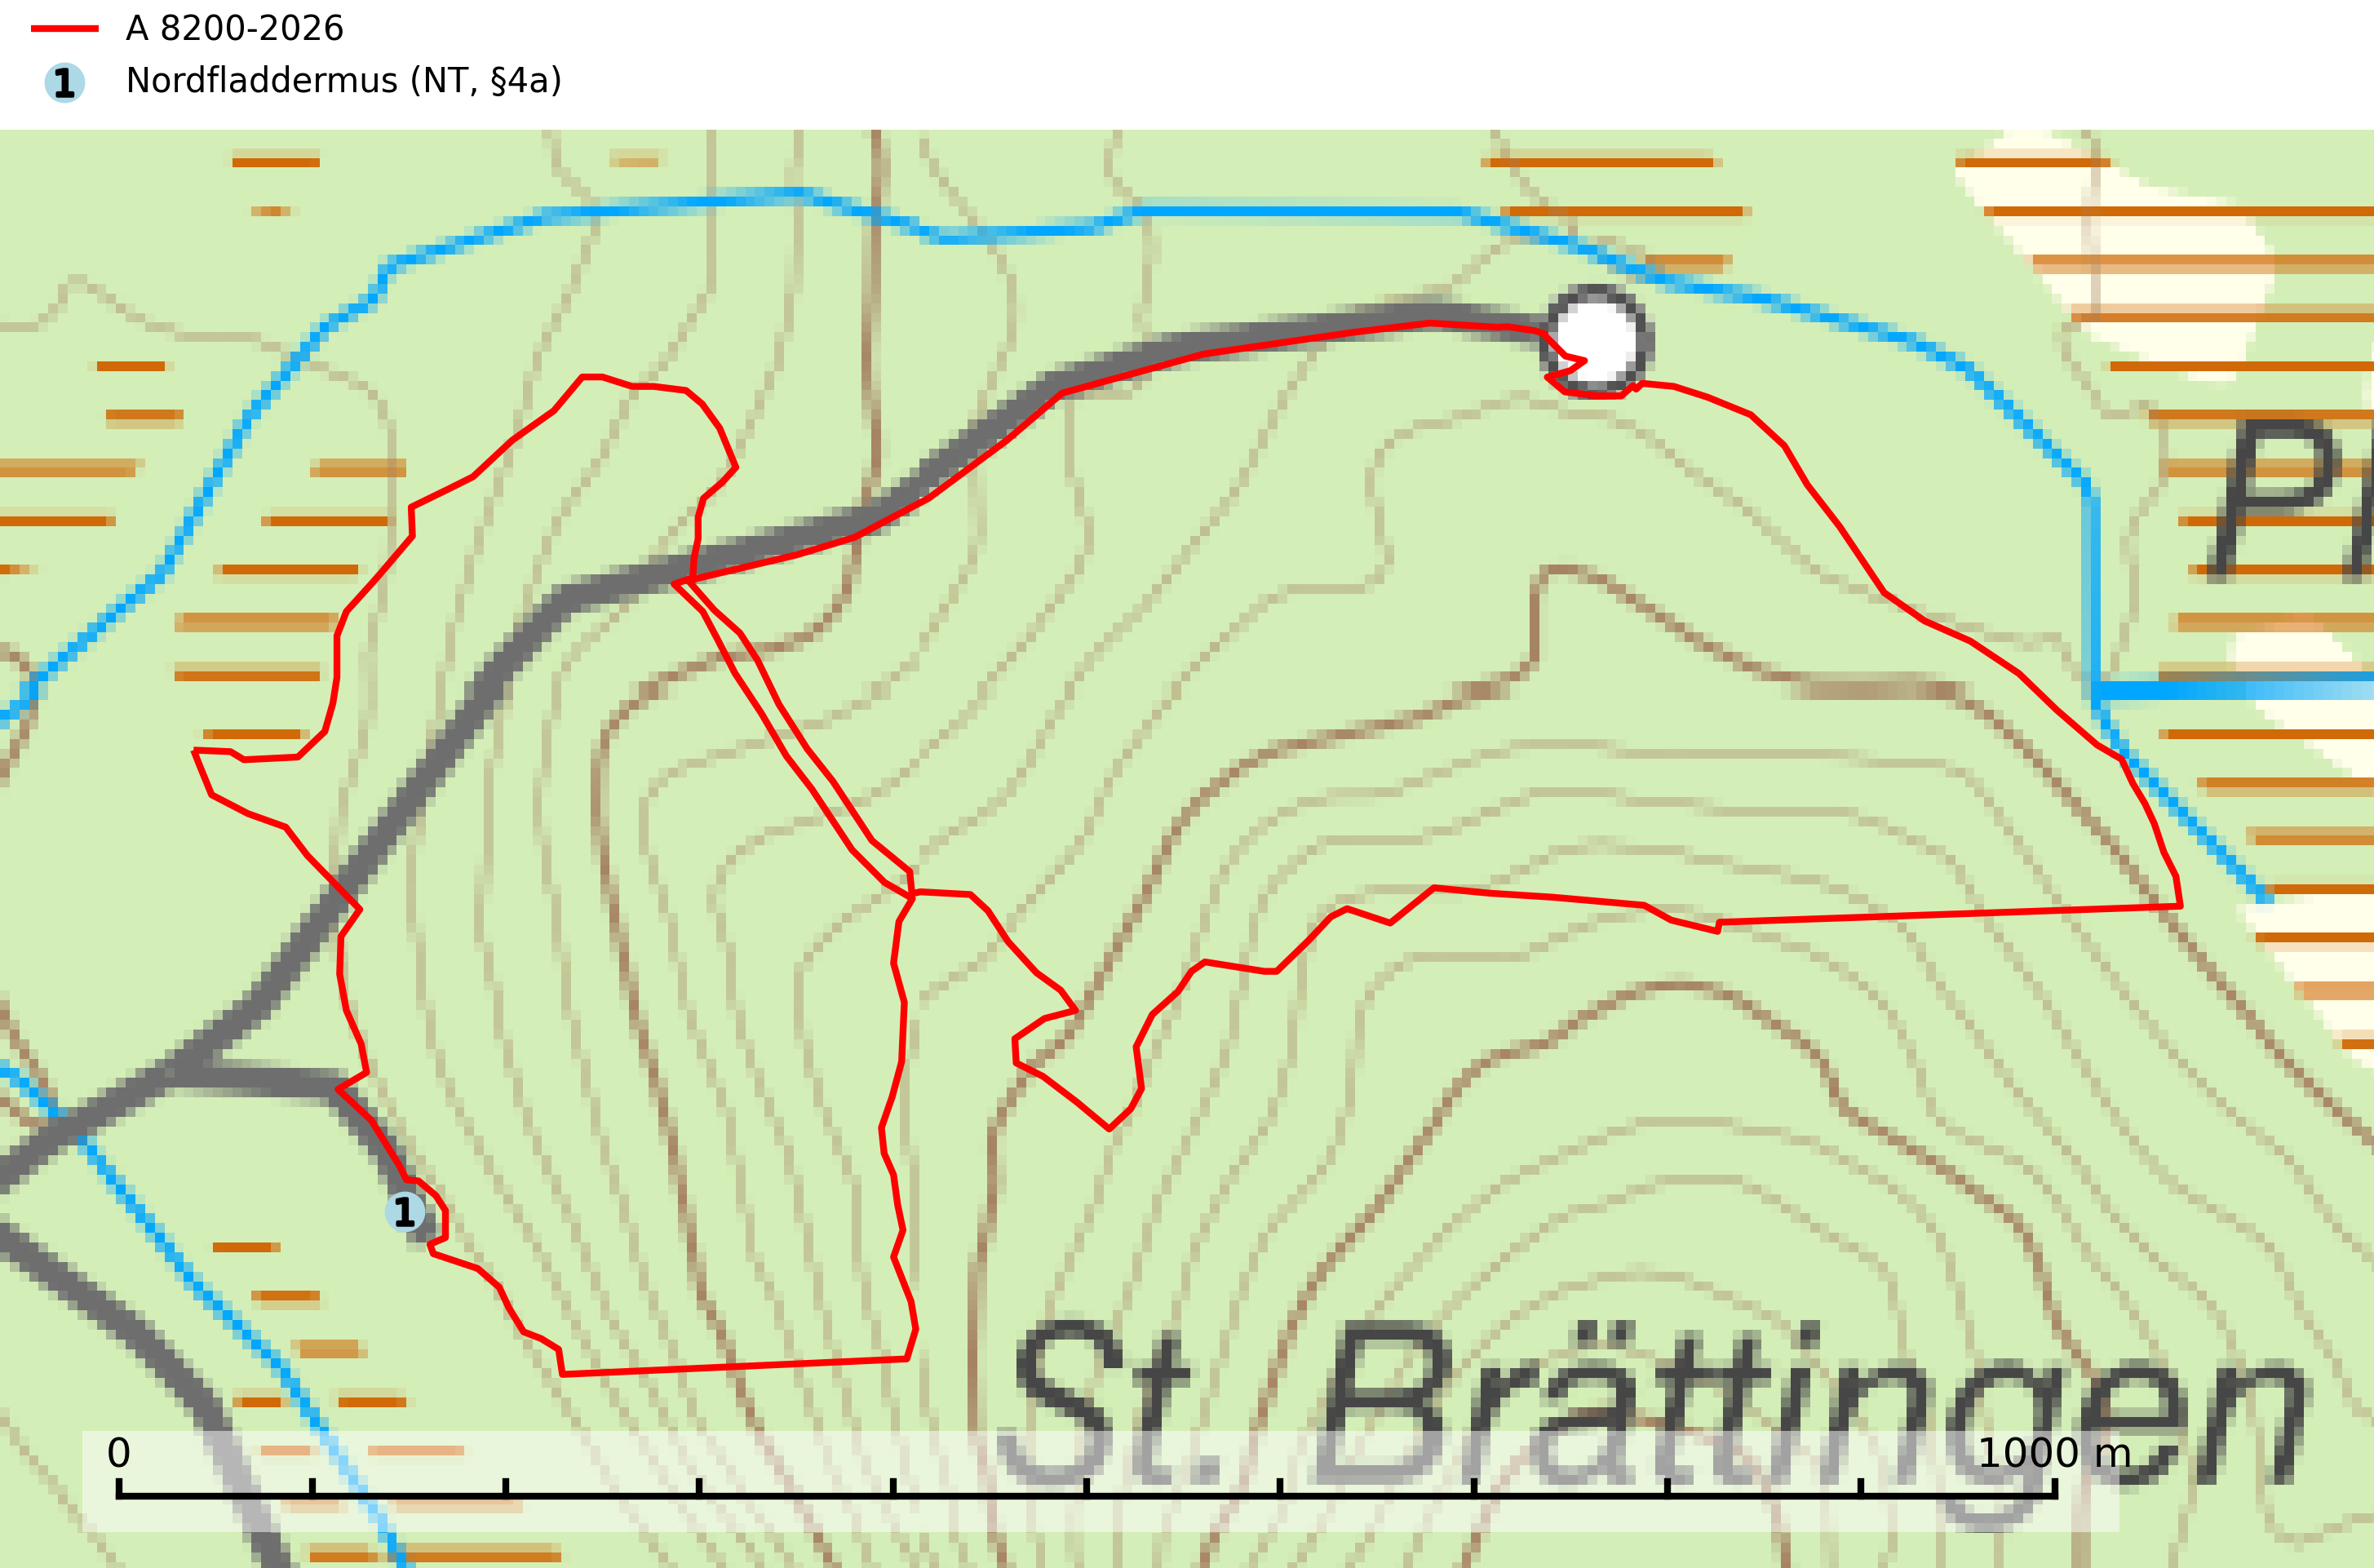 A 8200-2026
1 Nordfladdermus (NT, §4a)
1
St. Brättingen
0 1000 m